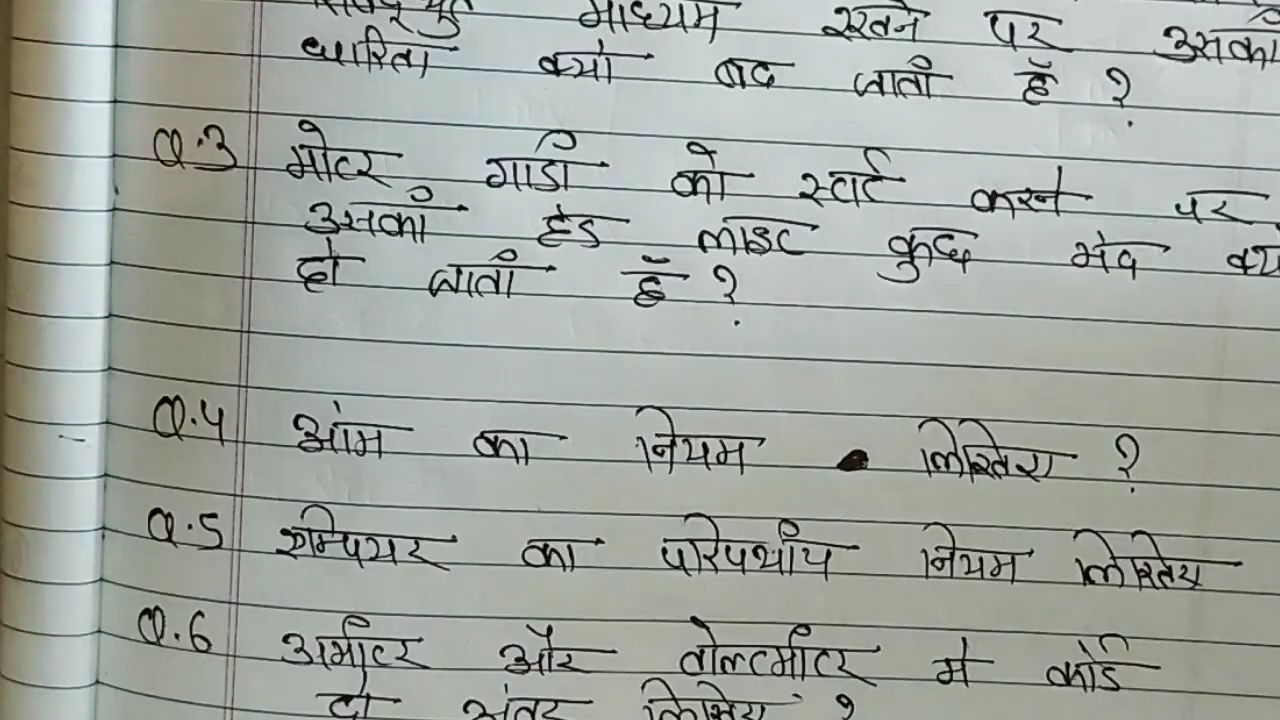 माध्यम रखने पर उसकी
धारिता क्यो बढ जाती है ?
Q.3 मोटर गाडी को स्टार्ट करने पर
उसकी हेड लाइट कुछ मंद क्यों
हो जाती है ?
Q.4 ओम का नियम लिखिए ?
Q.5 एम्पियर का परिपथीय नियम लिखिए
Q.6 अमीटर और वोल्टमीटर मे कोई
दो अंतर लिखिए ?